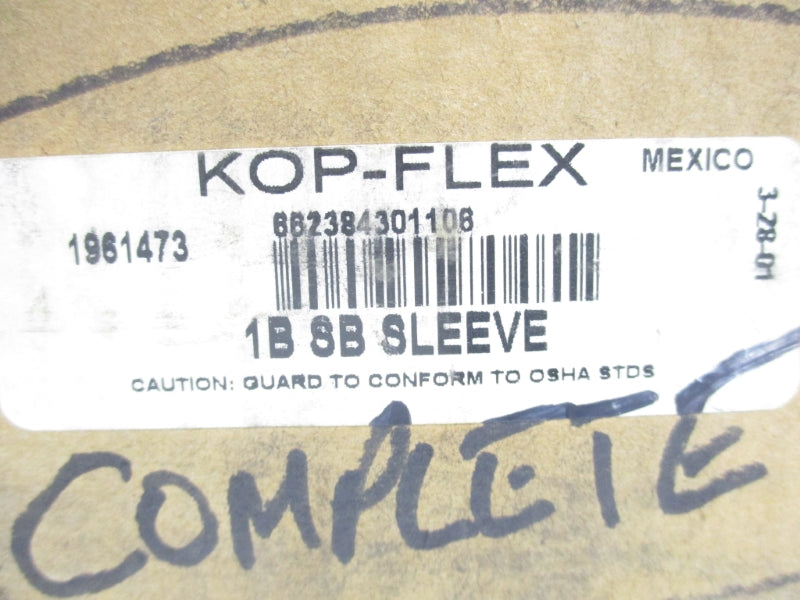 KOP-FLEX MEXICO
3-28-01
662384301106
1961473
1B SB SLEEVE
CAUTION: GUARD TO CONFORM TO OSHA STDS
COMPLETE